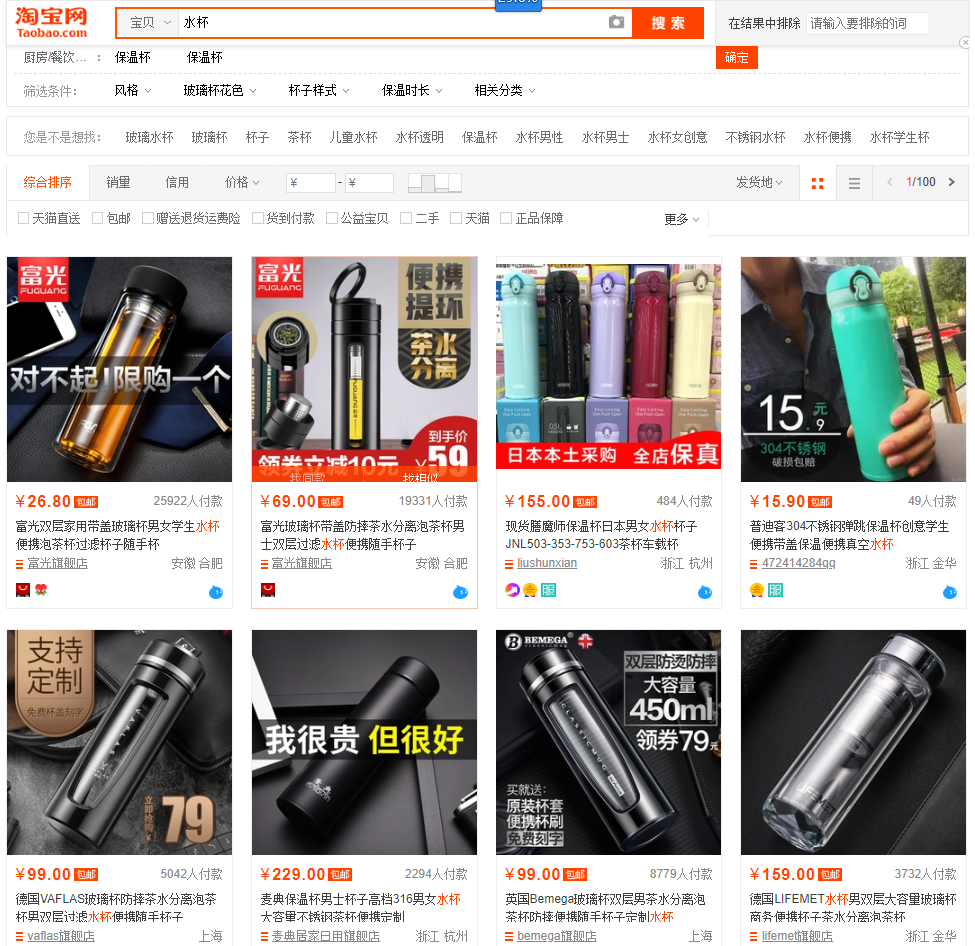 淘宝网
Taobao.com
宝贝
水杯
搜 索
在结果中排除
请输入要排除的词
确定
厨房/餐饮... :
保温杯
保温杯
筛选条件:
风格
玻璃杯花色
杯子样式
保温时长
相关分类
您是不是想找:
玻璃水杯
玻璃杯
杯子
茶杯
儿童水杯
水杯透明
保温杯
水杯男性
水杯男士
水杯女创意
不锈钢水杯
水杯便携
水杯学生杯
综合排序
销量
信用
价格
¥
-
¥
发货地
1/100
天猫直送
包邮
赠送退货运费险
货到付款
公益宝贝
二手
天猫
正品保障
更多
富光
FUGUANG
对不起!限购一个
¥26.80 包邮
25922人付款
富光双层家用带盖玻璃杯男女学生水杯
便携泡茶杯过滤杯子随手杯
富光旗舰店
安徽 合肥
富光
FUGUANG
便携
提环
茶水
分离
FUGUANG
到手价
领券立减10元
¥59
找同款
找相似
¥69.00 包邮
19331人付款
富光玻璃杯带盖防摔茶水分离泡茶杯男
士双层过滤水杯便携随手杯子
富光旗舰店
安徽 合肥
日本本土采购 全店保真
¥155.00 包邮
484人付款
现货膳魔师保温杯日本男女水杯杯子
JNL503-353-753-603茶杯车载杯
liushunxian
浙江 杭州
服
15.9元
304不锈钢
破损包赔
¥15.90 包邮
49人付款
普迪客304不锈钢弹跳保温杯创意学生
便携带盖保温便携真空水杯
472414284qq
浙江 金华
服
支持
定制
免费杯盖刻字
VAFLAS
立即抢购
¥
79
¥99.00 包邮
5042人付款
德国VAFLAS玻璃杯防摔茶水分离泡茶
杯男双层过滤水杯便携随手杯子
vaflas旗舰店
上海
我很贵 但很好
¥229.00 包邮
2294人付款
麦典保温杯男士杯子高档316男女水杯
大容量不锈钢茶杯便携定制
麦典居家日用旗舰店
浙江 杭州
BEMEGA
双层防烫防摔
大容量
450ml
领券79元
CLASSICMUG
买就送:
原装杯套
便携杯刷
免费刻字
¥99.00 包邮
8779人付款
英国Bemega玻璃杯双层男茶水分离泡
茶杯防摔便携随手杯子定制水杯
bemega旗舰店
上海
LIFEMET
¥159.00 包邮
3732人付款
德国LIFEMET水杯男双层大容量玻璃杯
商务便携杯子茶水分离泡茶杯
lifemet旗舰店
浙江 金华